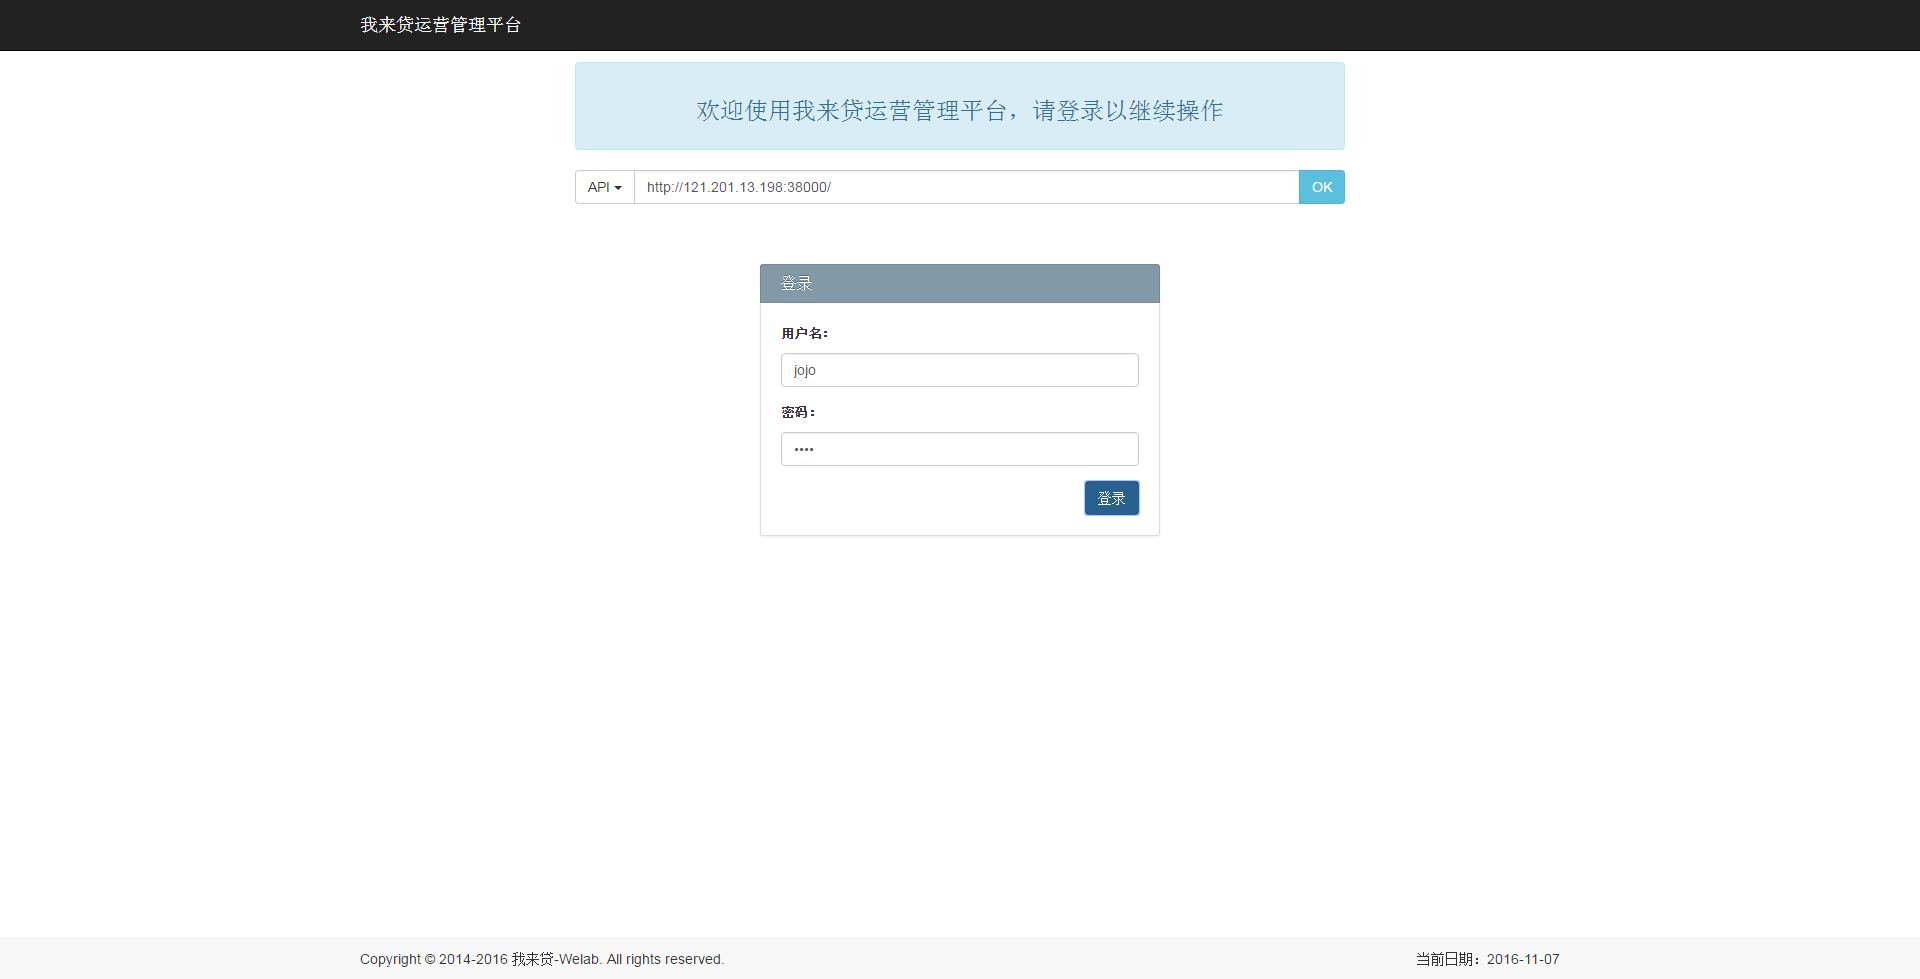 我来贷运营管理平台
欢迎使用我来贷运营管理平台，请登录以继续操作
API http://121.201.13.198:38000/ OK
登录
用户名：
jojo
密码：
••••
登录
Copyright © 2014-2016 我来贷-Welab. All rights reserved. 当前日期：2016-11-07